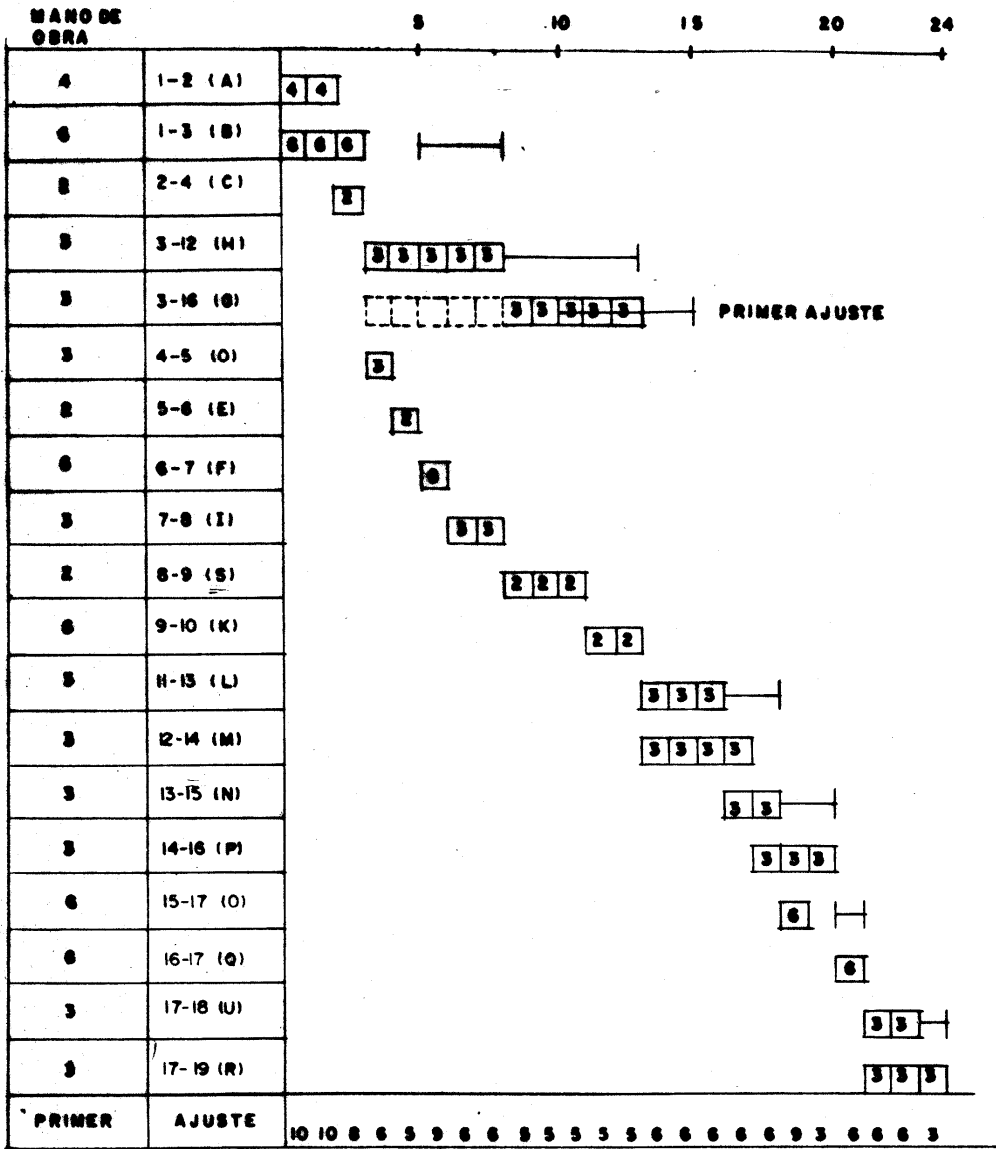 MANO DE
OBRA
5 10 15 20 24
4 1-2 (A) 4 4
6 1-3 (B) 6 6 6
2 2-4 (C) 2
3 3-12 (H) 3 3 3 3 3
3 3-16 (G) 3 3 3 3 3 PRIMER AJUSTE
3 4-5 (O) 3
2 5-6 (E) 2
6 6-7 (F) 6
3 7-8 (I) 3 3
2 8-9 (S) 2 2 2
6 9-10 (K) 2 2
3 11-13 (L) 3 3 3
3 12-14 (M) 3 3 3 3
3 13-15 (N) 3 3
3 14-16 (P) 3 3 3
6 15-17 (O) 6
6 16-17 (Q) 6
3 17-18 (U) 3 3
3 17-19 (R) 3 3 3
PRIMER AJUSTE 10 10 8 6 5 9 6 6 5 5 5 5 5 6 6 6 6 6 9 3 6 6 6 3